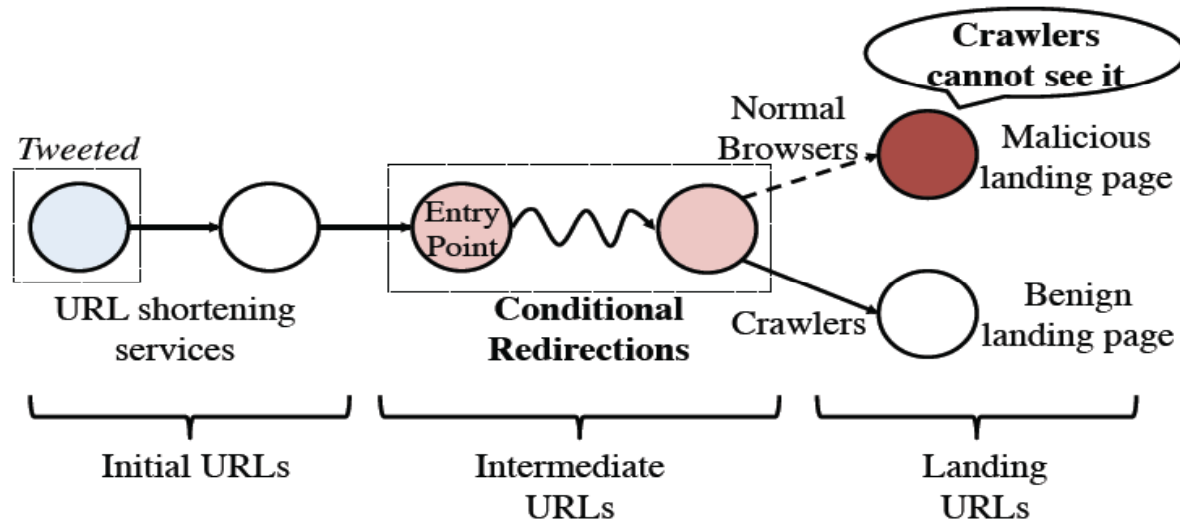 Crawlers
cannot see it
Tweeted
Normal
Browsers
Malicious
landing page
Entry
Point
URL shortening
services
Conditional
Redirections
Crawlers
Benign
landing page
Initial URLs
Intermediate
URLs
Landing
URLs